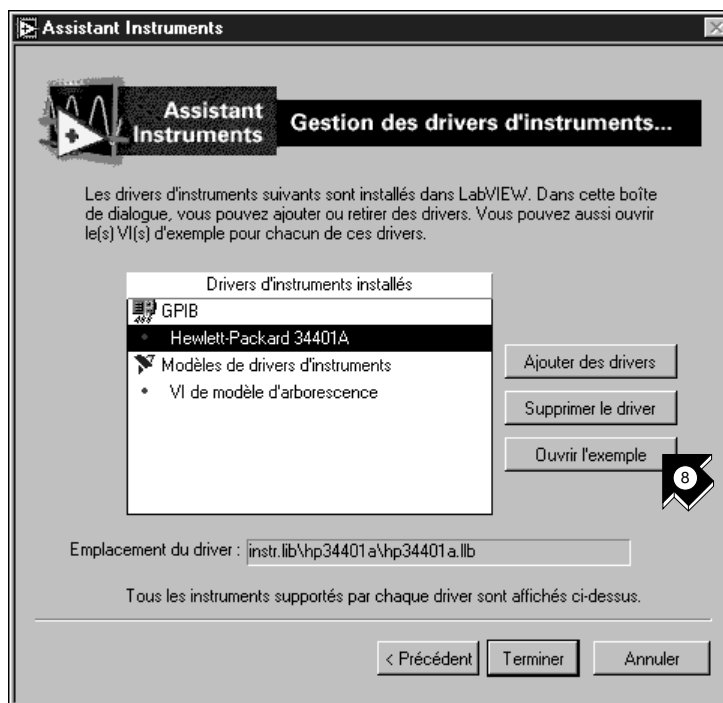 Assistant Instruments
Assistant
Instruments
Gestion des drivers d'instruments...
Les drivers d'instruments suivants sont installés dans LabVIEW. Dans cette boîte
de dialogue, vous pouvez ajouter ou retirer des drivers. Vous pouvez aussi ouvrir
le(s) VI(s) d'exemple pour chacun de ces drivers.
Drivers d'instruments installés
GPIB
Hewlett-Packard 34401A
Modèles de drivers d'instruments
VI de modèle d'arborescence
Ajouter des drivers
Supprimer le driver
Ouvrir l'exemple
8
Emplacement du driver : instr.lib\hp34401a\hp34401a.llb
Tous les instruments supportés par chaque driver sont affichés ci-dessus.
< Précédent Terminer Annuler